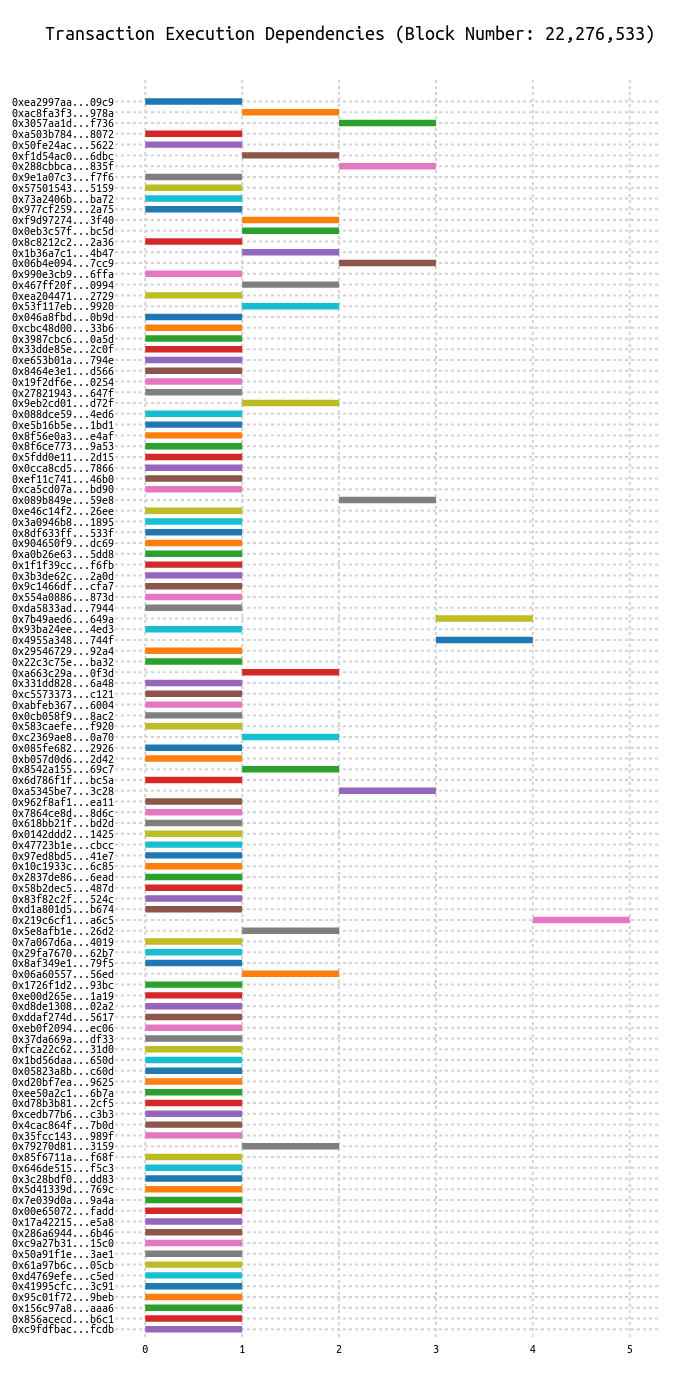 Transaction Execution Dependencies (Block Number: 22,276,533)
0xea2997aa...09c9
0xac8fa3f3...978a
0x3057aa1d...f736
0xa503b784...8072
0x50fe24ac...5622
0xf1d54ac0...6dbc
0x288cbbca...835f
0x9e1a07c3...f7f6
0x57501543...5159
0x73a2406b...ba72
0x977cf259...2a75
0xf9d97274...3f40
0x0eb3c57f...bc5d
0x8c8212c2...2a36
0x1b36a7c1...4b47
0x06b4e094...7cc9
0x990e3cb9...6ffa
0x467ff20f...0994
0xea204471...2729
0x53f117eb...9920
0x046a8fbd...0b9d
0xcbc48d00...33b6
0x3987cbc6...0a5d
0x33dde85e...2c0f
0xe653b01a...794e
0x8464e3e1...d566
0x19f2df6e...0254
0x27821943...647f
0x9eb2cd01...d72f
0x088dce59...4ed6
0xe5b16b5e...1bd1
0x8f56e0a3...e4af
0x8f6ce773...9a53
0x5fdd0e11...2d15
0x0cca8cd5...7866
0xef11c741...46b0
0xca5cd07a...bd90
0x089b849e...59e8
0xe46c14f2...26ee
0x3a0946b8...1895
0x8df633ff...533f
0x904650f9...dc69
0xa0b26e63...5dd8
0x1f1f39cc...f6fb
0x3b3de62c...2a0d
0x9c1466df...cfa7
0x554a0886...873d
0xda5833ad...7944
0x7b49aed6...649a
0x93ba24ee...4ed3
0x4955a348...744f
0x29546729...92a4
0x22c3c75e...ba32
0xa663c29a...0f3d
0x331dd828...6a48
0xc5573373...c121
0xabfeb367...6004
0x0cb058f9...8ac2
0x583caefe...f920
0xc2369ae8...0a70
0x085fe682...2926
0xb057d0d6...2d42
0x8542a155...69c7
0x6d786f1f...bc5a
0xa5345be7...3c28
0x962f8af1...ea11
0x7864ce8d...8d6c
0x618bb21f...bd2d
0x0142ddd2...1425
0x47723b1e...cbcc
0x97ed8bd5...41e7
0x10c1933c...6c85
0x2837de86...6ead
0x58b2dec5...487d
0x83f82c2f...524c
0xd1a801d5...b674
0x219c6cf1...a6c5
0x5e8afb1e...26d2
0x7a067d6a...4019
0x29fa7670...62b7
0x8af349e1...79f5
0x06a60557...56ed
0x1726f1d2...93bc
0xe00d265e...1a19
0xd8de1308...02a2
0xddaf274d...5617
0xeb0f2094...ec06
0x37da669a...df33
0xfca22c62...31d0
0x1bd56daa...650d
0x05823a8b...c60d
0xd20bf7ea...9625
0xee50a2c1...6b7a
0xd78b3b81...2cf5
0xcedb77b6...c3b3
0x4cac864f...7b0d
0x35fcc143...989f
0x79270d81...3159
0x85f6711a...f68f
0x646de515...f5c3
0x3c28bdf0...dd83
0x5d41339d...769c
0x7e039d0a...9a4a
0x00e65072...fadd
0x17a42215...e5a8
0x286a6944...6b46
0xc9a27b31...15c0
0x50a91f1e...3ae1
0x61a97b6c...05cb
0xd4769efe...c5ed
0x41995cfc...3c91
0x95c01f72...9beb
0x156c97a8...aaa6
0x856acecd...b6c1
0xc9fdfbac...fcdb
0 1 2 3 4 5